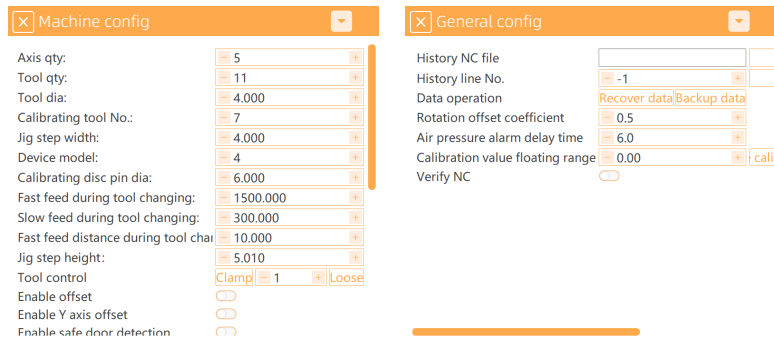 Machine config
Axis qty: 5
Tool qty: 11
Tool dia: 4.000
Calibrating tool No.: 7
Jig step width: 4.000
Device model: 4
Calibrating disc pin dia: 6.000
Fast feed during tool changing: 1500.000
Slow feed during tool changing: 300.000
Fast feed distance during tool chai 10.000
Jig step height: 5.010
Tool control Clamp 1 Loose
Enable offset
Enable Y axis offset
Enable safe door detection
General config
History NC file
History line No. -1
Data operation Recover data Backup data
Rotation offset coefficient 0.5
Air pressure alarm delay time 6.0
Calibration value floating range 0.00 cali
Verify NC